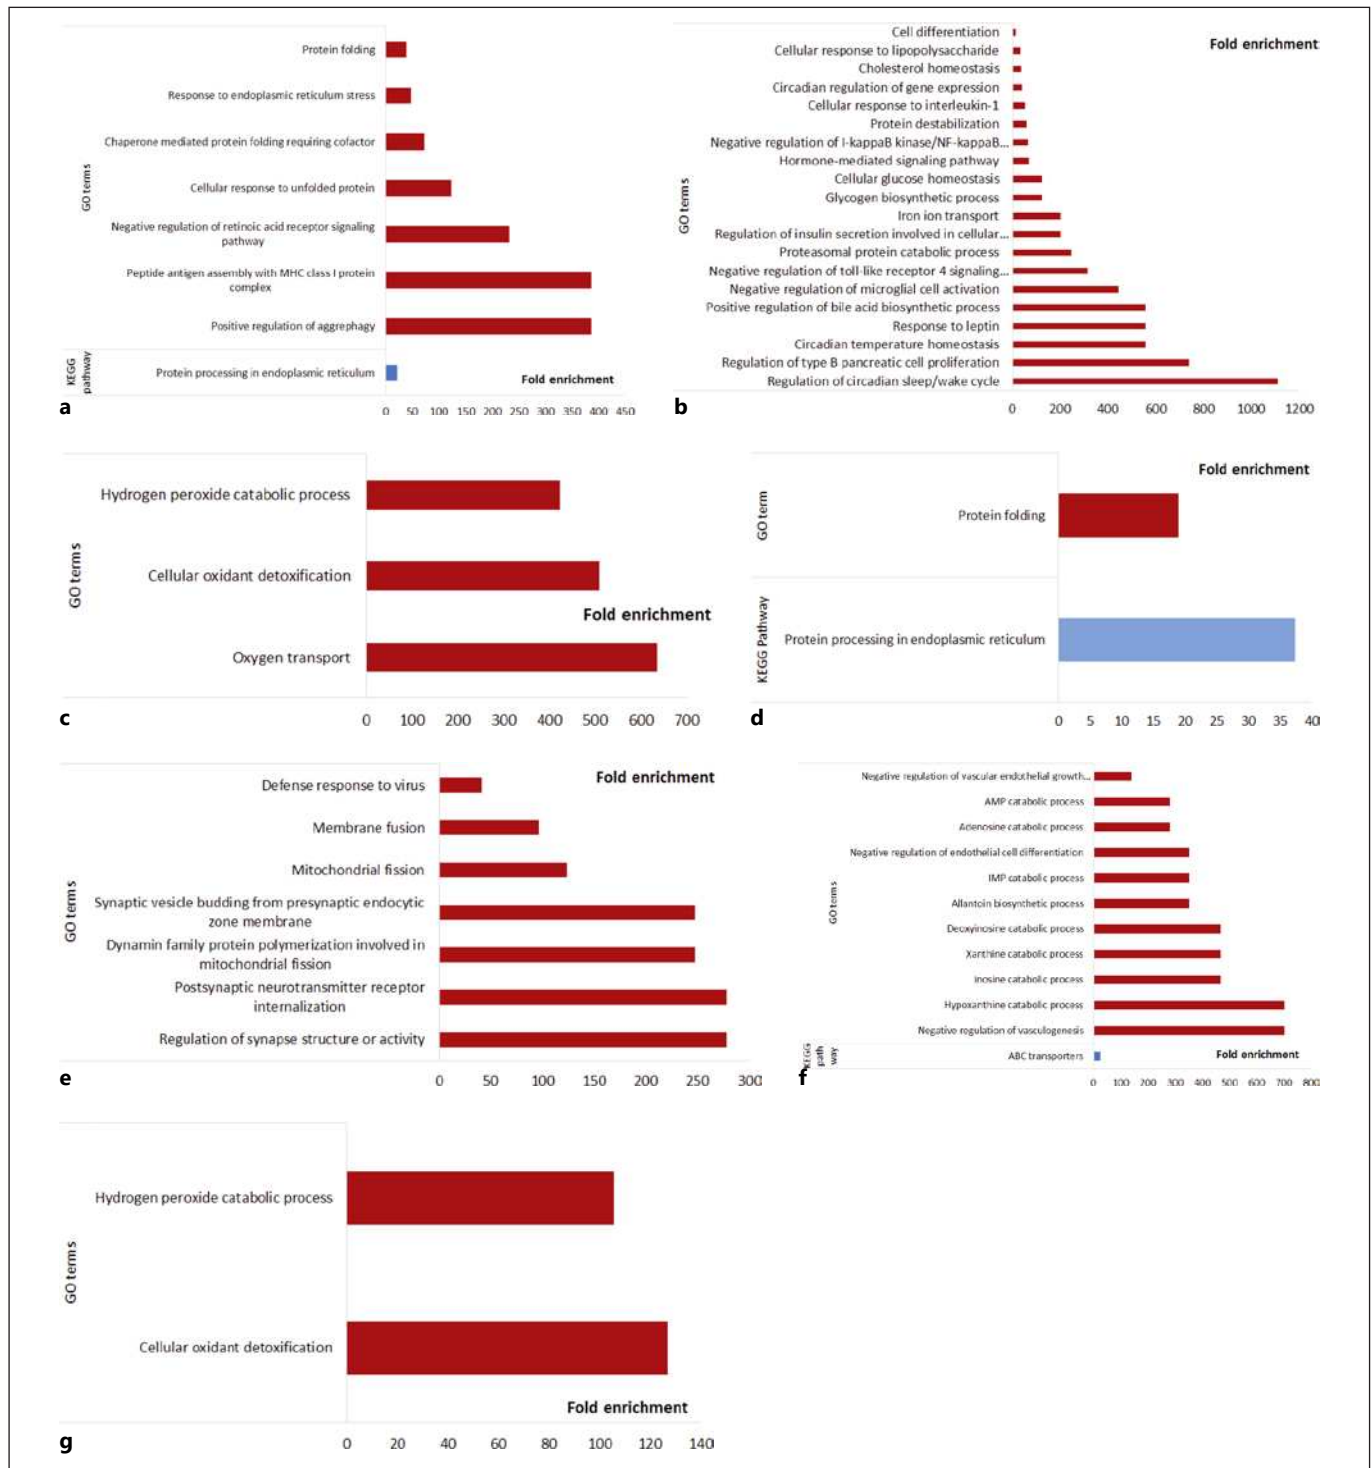 Protein folding
Response to endoplasmic reticulum stress
Chaperone mediated protein folding requiring cofactor
Cellular response to unfolded protein
Negative regulation of retinoic acid receptor signaling
pathway
Peptide antigen assembly with MHC class I protein
complex
Positive regulation of aggrephagy
GO terms
KEGG
pathway
Protein processing in endoplasmic reticulum
Fold enrichment
0 50 100 150 200 250 300 350 400 450
a
Fold enrichment
GO terms
Cell differentiation
Cellular response to lipopolysaccharide
Cholesterol homeostasis
Circadian regulation of gene expression
Cellular response to interleukin-1
Protein destabilization
Negative regulation of I-kappaB kinase/NF-kappaB...
Hormone-mediated signaling pathway
Cellular glucose homeostasis
Glycogen biosynthetic process
Iron ion transport
Regulation of insulin secretion involved in cellular...
Proteasomal protein catabolic process
Negative regulation of toll-like receptor 4 signaling...
Negative regulation of microglial cell activation
Positive regulation of bile acid biosynthetic process
Response to leptin
Circadian temperature homeostasis
Regulation of type B pancreatic cell proliferation
Regulation of circadian sleep/wake cycle
0 200 400 600 800 1000 1200
b
GO terms
Hydrogen peroxide catabolic process
Cellular oxidant detoxification
Fold enrichment
Oxygen transport
0 100 200 300 400 500 600 700
c
Fold enrichment
GO term
Protein folding
KEGG Pathway
Protein processing in endoplasmic reticulum
0 5 10 15 20 25 30 35 40
d
Fold enrichment
GO terms
Defense response to virus
Membrane fusion
Mitochondrial fission
Synaptic vesicle budding from presynaptic endocytic
zone membrane
Dynamin family protein polymerization involved in
mitochondrial fission
Postsynaptic neurotransmitter receptor
internalization
Regulation of synapse structure or activity
0 50 100 150 200 250 300
e
GO terms
Negative regulation of vascular endothelial growth...
AMP catabolic process
Adenosine catabolic process
Negative regulation of endothelial cell differentiation
IMP catabolic process
Allantoin biosynthetic process
Deoxyinosine catabolic process
Xanthine catabolic process
Inosine catabolic process
Hypoxanthine catabolic process
Negative regulation of vasculogenesis
KEGG
path
way
ABC transporters
Fold enrichment
0 100 200 300 400 500 600 700 800
f
GO terms
Hydrogen peroxide catabolic process
Cellular oxidant detoxification
Fold enrichment
0 20 40 60 80 100 120 140
g